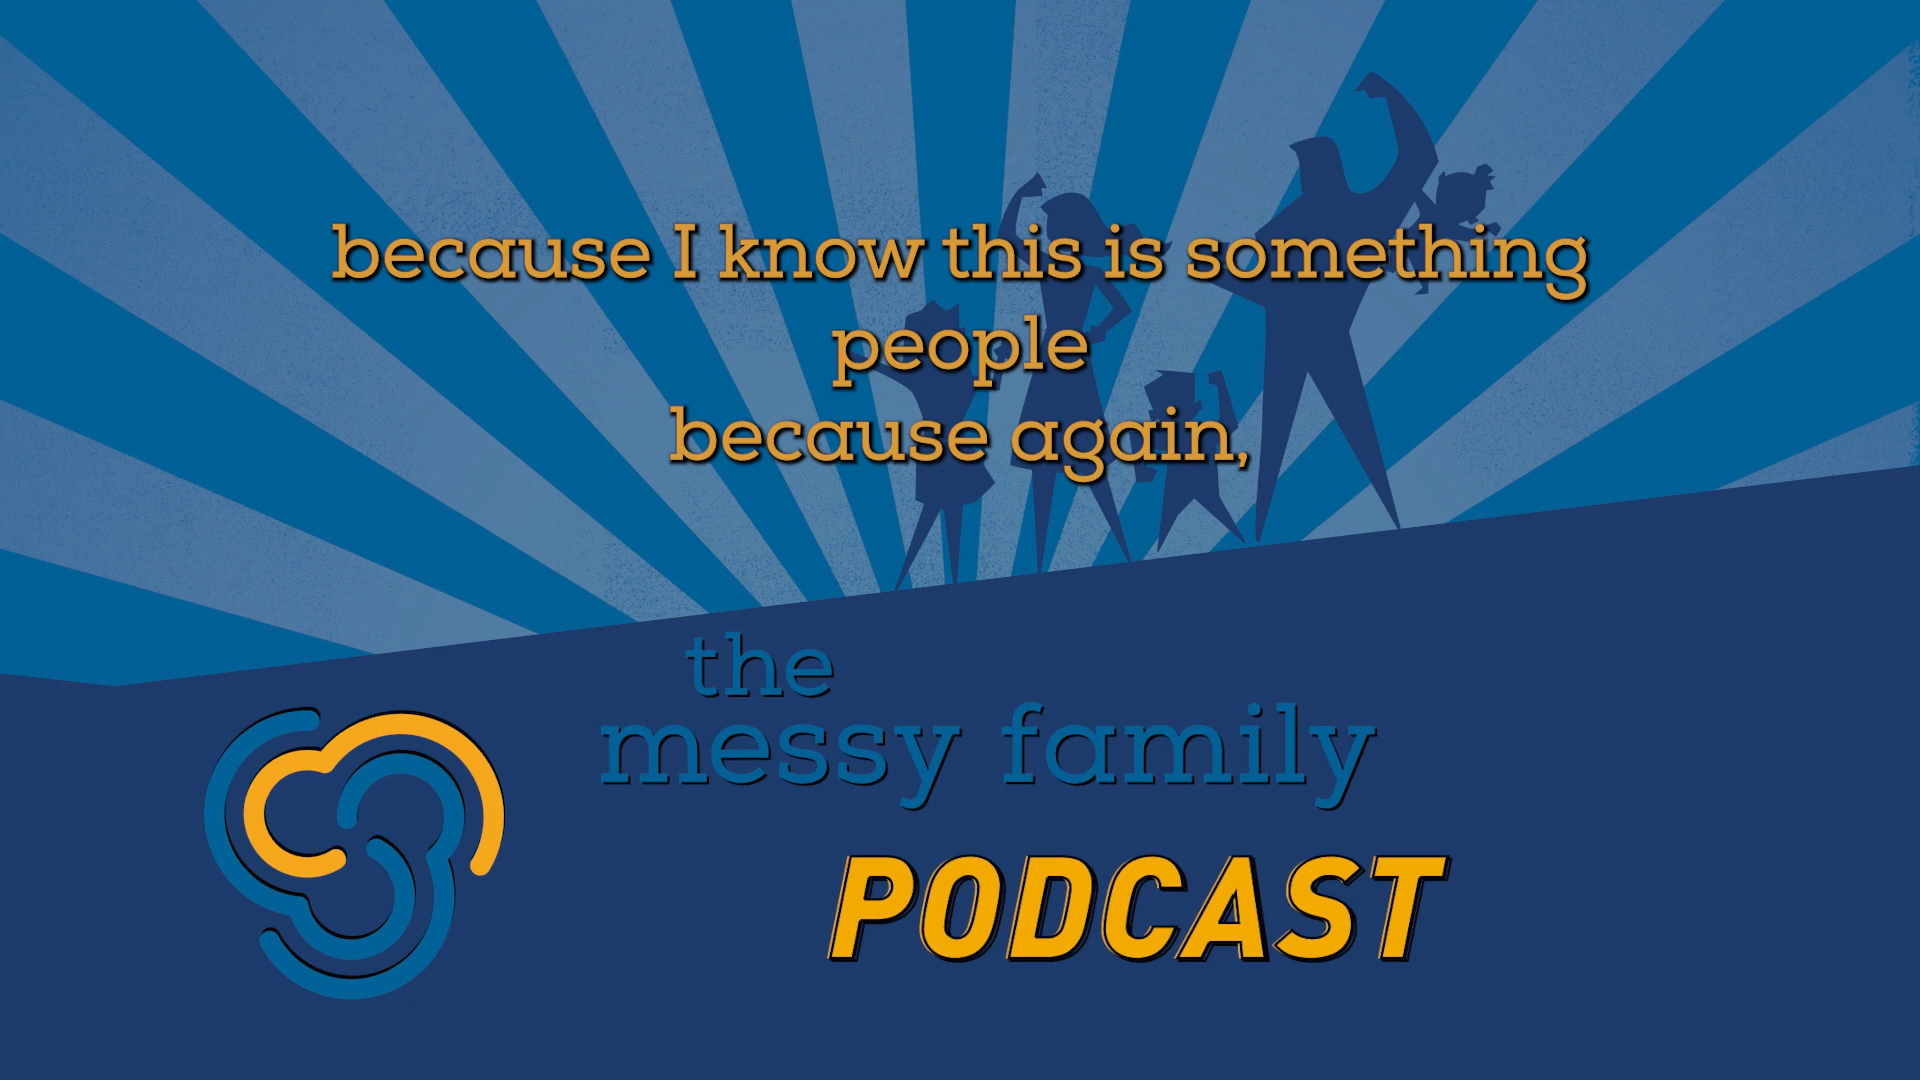 because I know this is something
people
because again,
the
messy family
PODCAST